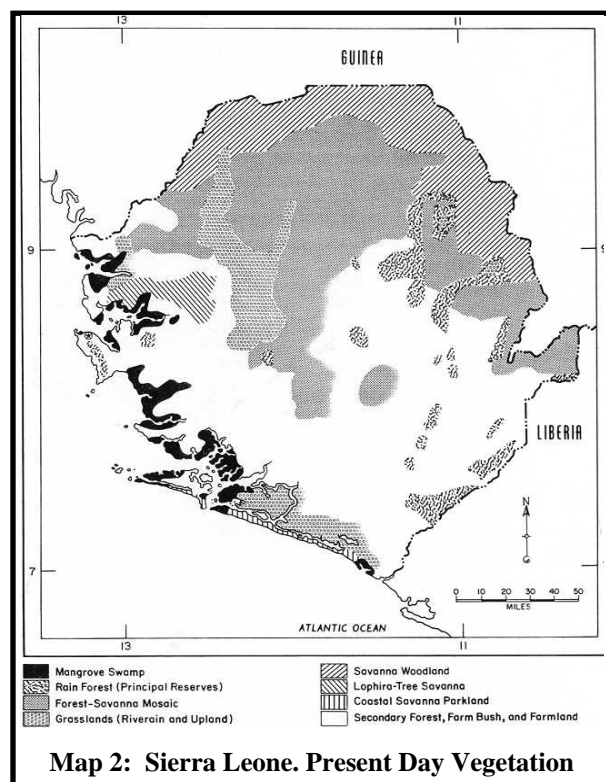 13
11
GUINEA
9
9
LIBERIA
N
7
7
0 10 20 30 40 50
MILES
ATLANTIC OCEAN
13
11
Mangrove Swamp
Rain Forest (Principal Reserves)
Forest-Savanna Mosaic
Grasslands (Riverain and Upland)
Savanna Woodland
Lophira-Tree Savanna
Coastal Savanna Parkland
Secondary Forest, Farm Bush, and Farmland
Map 2: Sierra Leone. Present Day Vegetation